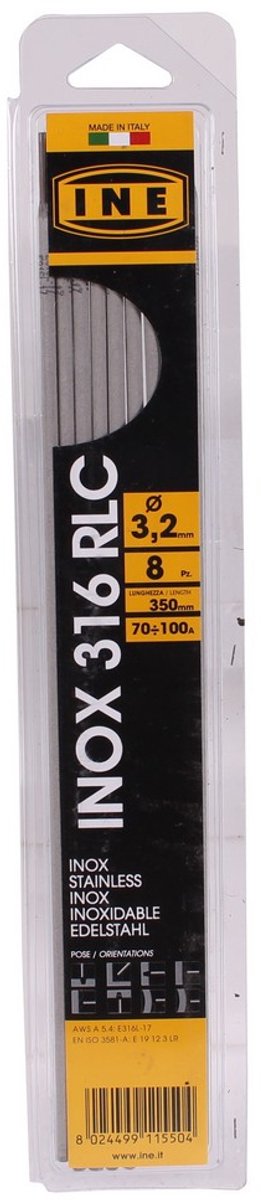 MADE IN ITALY
INE
INOX 316 RLC
Ø
3,2mm
8 Pz.
LUNGHEZZA / LENGTH
350mm
70÷100A
INOX
STAINLESS
INOX
INOXIDABLE
EDELSTAHL
POSE / ORIENTATIONS
AWS A 5.4: E316L-17
EN ISO 3581-A: E 19 12 3 LR
8 024499 115504
www.ine.it